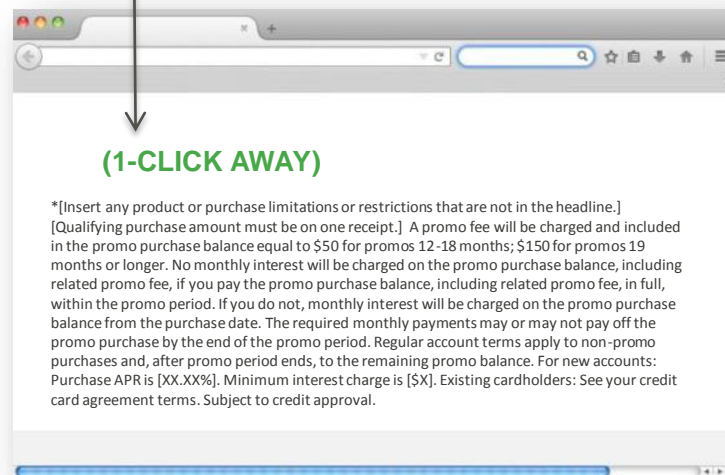 (1-CLICK AWAY)
*[Insert any product or purchase limitations or restrictions that are not in the headline.]
[Qualifying purchase amount must be on one receipt.] A promo fee will be charged and included
in the promo purchase balance equal to $50 for promos 12-18 months; $150 for promos 19
months or longer. No monthly interest will be charged on the promo purchase balance, including
related promo fee, if you pay the promo purchase balance, including related promo fee, in full,
within the promo period. If you do not, monthly interest will be charged on the promo purchase
balance from the purchase date. The required monthly payments may or may not pay off the
promo purchase by the end of the promo period. Regular account terms apply to non-promo
purchases and, after promo period ends, to the remaining promo balance. For new accounts:
Purchase APR is [XX.XX%]. Minimum interest charge is [$X]. Existing cardholders: See your credit
card agreement terms. Subject to credit approval.